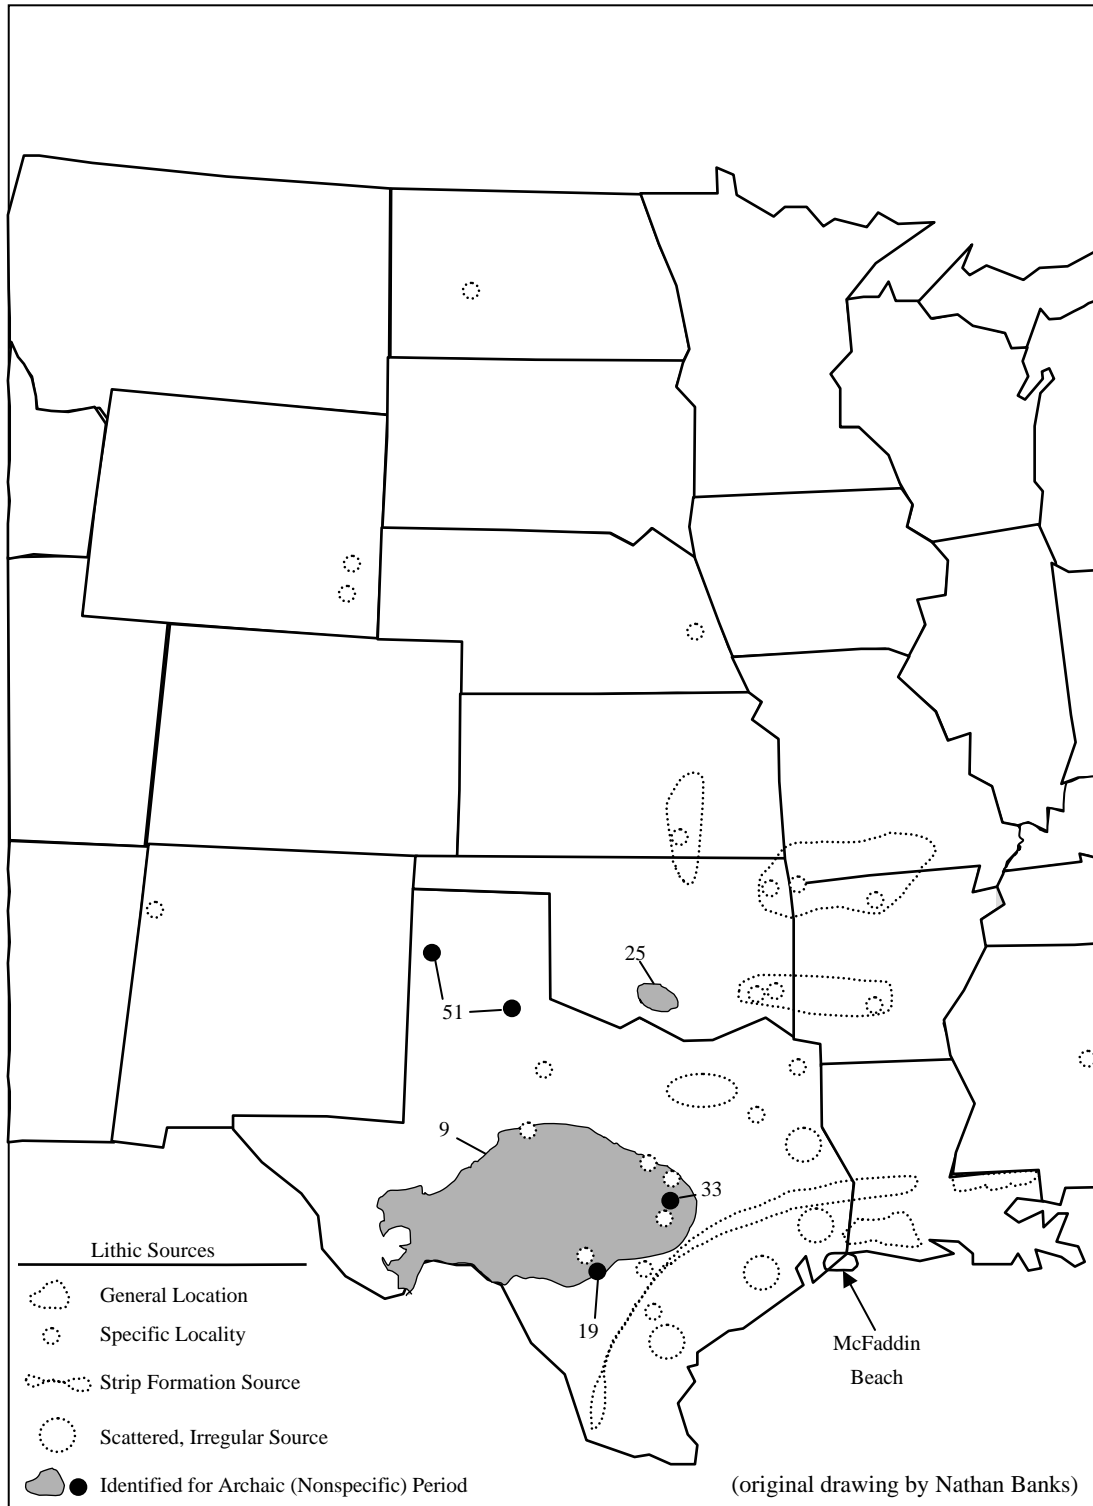 25
51
9
33
19
McFaddin
Beach
Lithic Sources
General Location
Specific Locality
Strip Formation Source
Scattered, Irregular Source
Identified for Archaic (Nonspecific) Period
(original drawing by Nathan Banks)